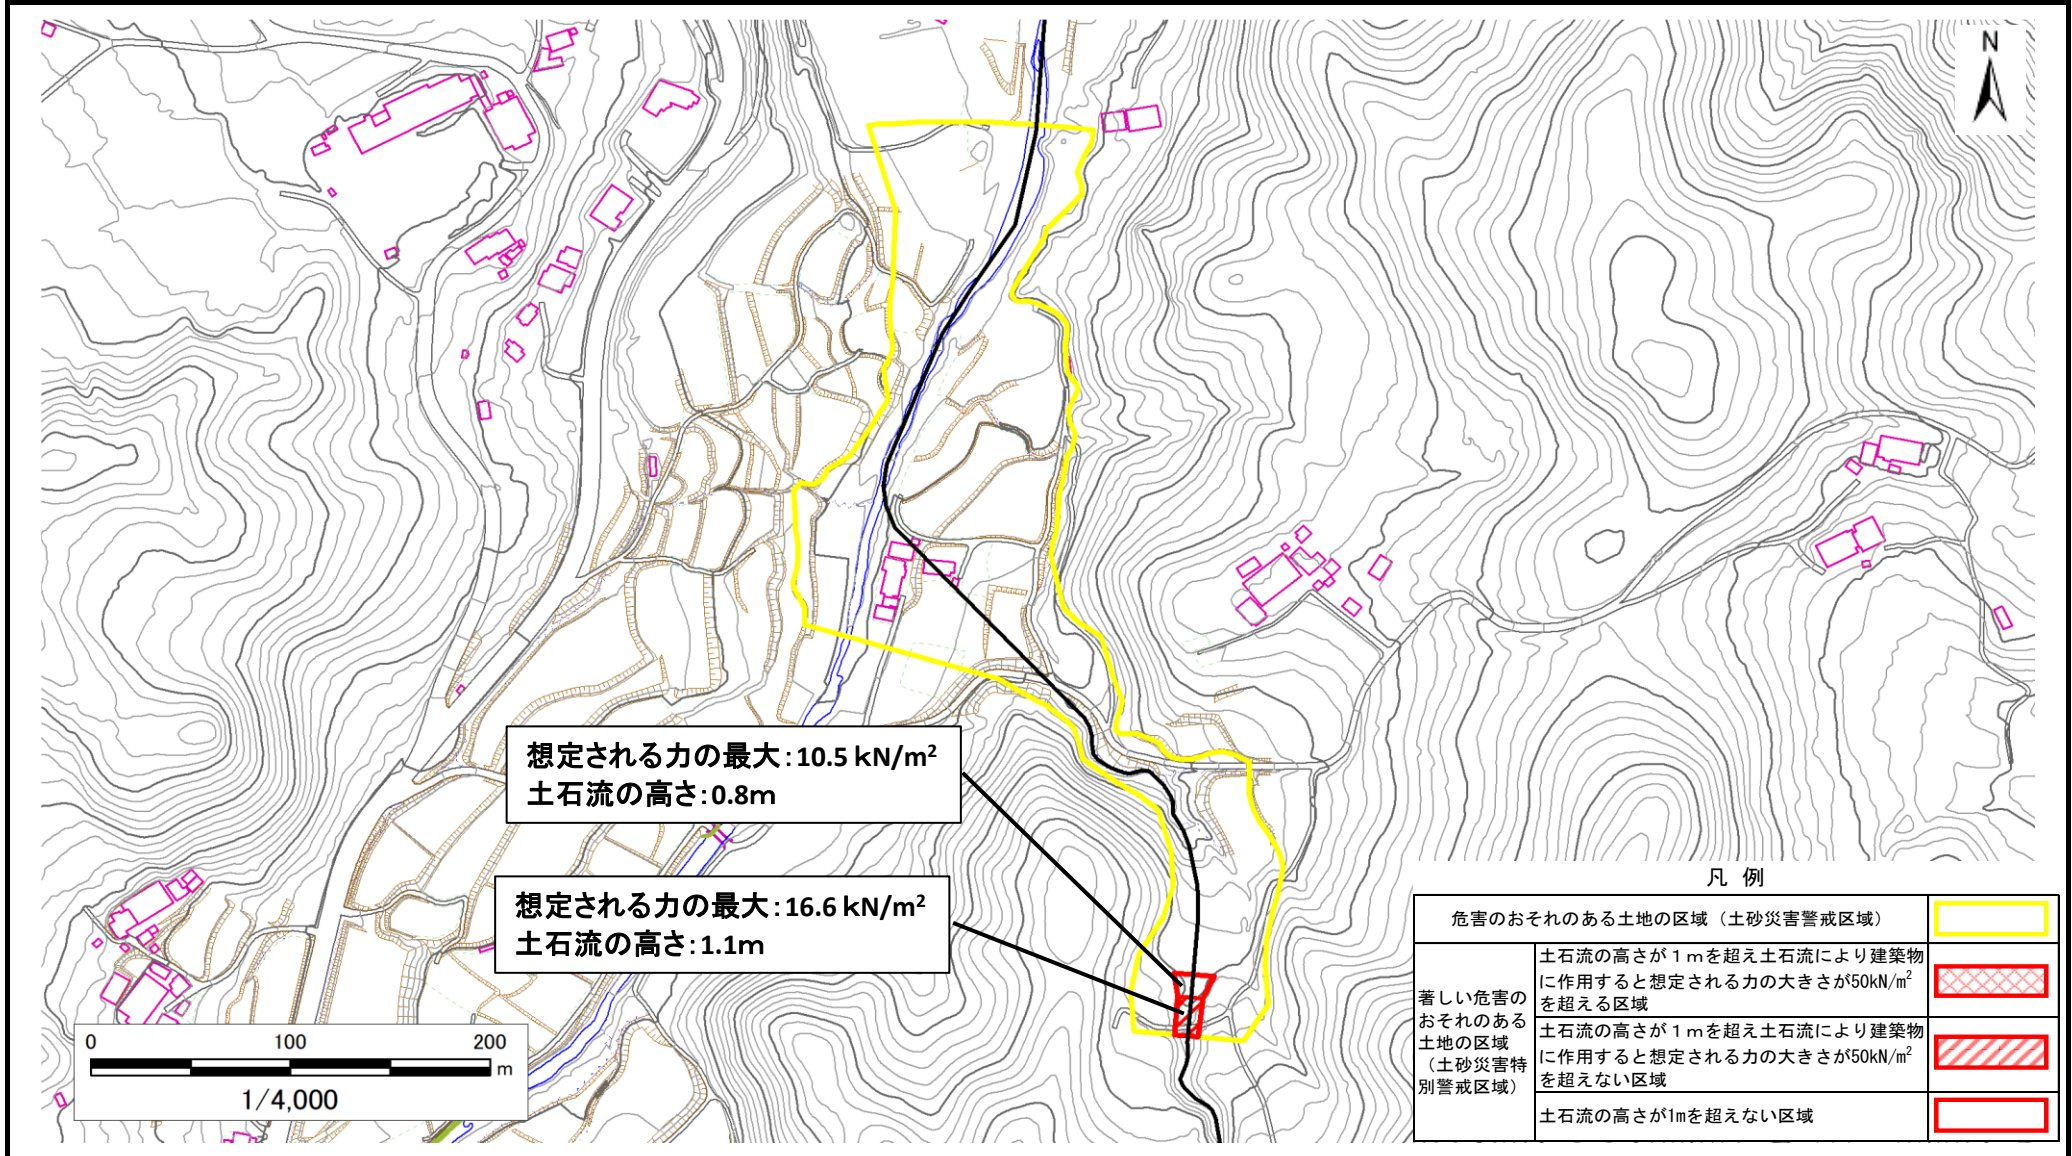 N
想定される力の最大：10.5 kN/m²
土石流の高さ：0.8m
想定される力の最大：16.6 kN/m²
土石流の高さ：1.1m
0 100 200 m
1/4,000
凡 例
危害のおそれのある土地の区域（土砂災害警戒区域）
著しい危害の
おそれのある
土地の区域
（土砂災害特
別警戒区域）
土石流の高さが１ｍを超え土石流により建築物
に作用すると想定される力の大きさが50kN/m²
を超える区域
土石流の高さが１ｍを超え土石流により建築物
に作用すると想定される力の大きさが50kN/m²
を超えない区域
土石流の高さが1mを超えない区域